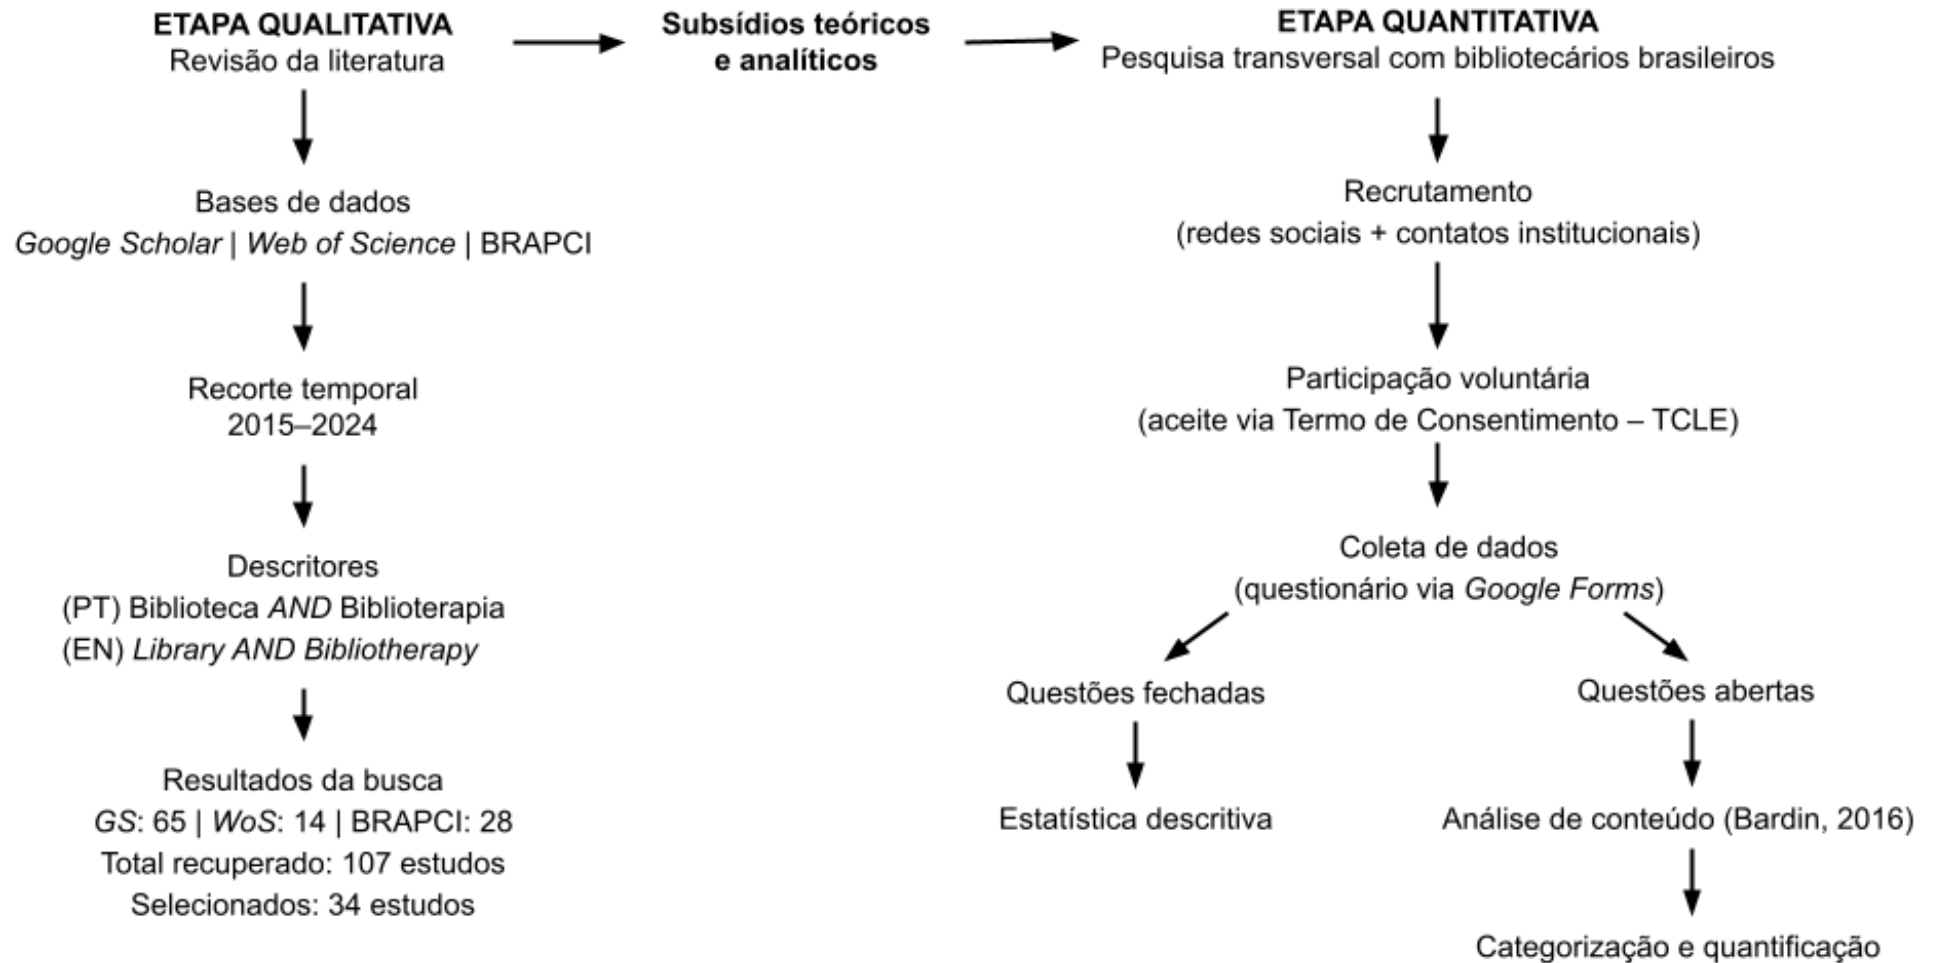 ETAPA QUALITATIVA
Revisão da literatura
Bases de dados
Google Scholar | Web of Science | BRAPCI
Recorte temporal
2015–2024
Descritores
(PT) Biblioteca AND Biblioterapia
(EN) Library AND Bibliotherapy
Resultados da busca
GS: 65 | WoS: 14 | BRAPCI: 28
Total recuperado: 107 estudos
Selecionados: 34 estudos
Subsídios teóricos
e analíticos
ETAPA QUANTITATIVA
Pesquisa transversal com bibliotecários brasileiros
Recrutamento
(redes sociais + contatos institucionais)
Participação voluntária
(aceite via Termo de Consentimento – TCLE)
Coleta de dados
(questionário via Google Forms)
Questões fechadas
Estatística descritiva
Questões abertas
Análise de conteúdo (Bardin, 2016)
Categorização e quantificação